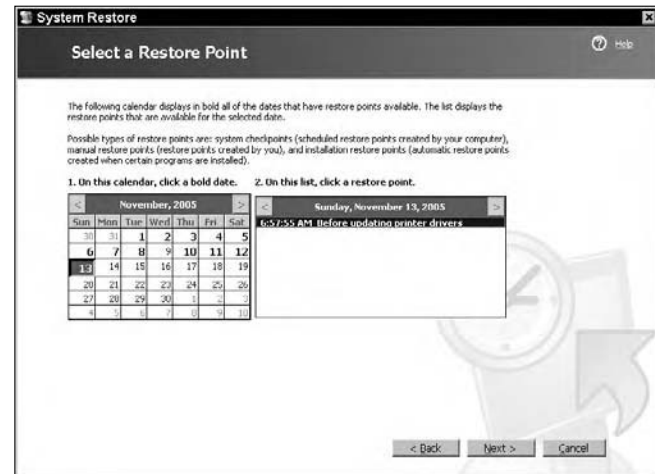 System Restore
Select a Restore Point
Help
The following calendar displays in bold all of the dates that have restore points available. The list displays the
restore points that are available for the selected date.
Possible types of restore points are: system checkpoints (scheduled restore points created by your computer),
manual restore points (restore points created by you), and installation restore points (automatic restore points
created when certain programs are installed).
1. On this calendar, click a bold date.
2. On this list, click a restore point.
< November, 2005 >
Sun Mon Tue Wed Thu Fri Sat
30 31 1 2 3 4 5
6 7 8 9 10 11 12
13 14 15 16 17 18 19
20 21 22 23 24 25 26
27 28 29 30 1 2 3
4 5 6 7 8 9 10
< Sunday, November 13, 2005 >
6:57:55 AM Before updating printer drivers
< Back
Next >
Cancel